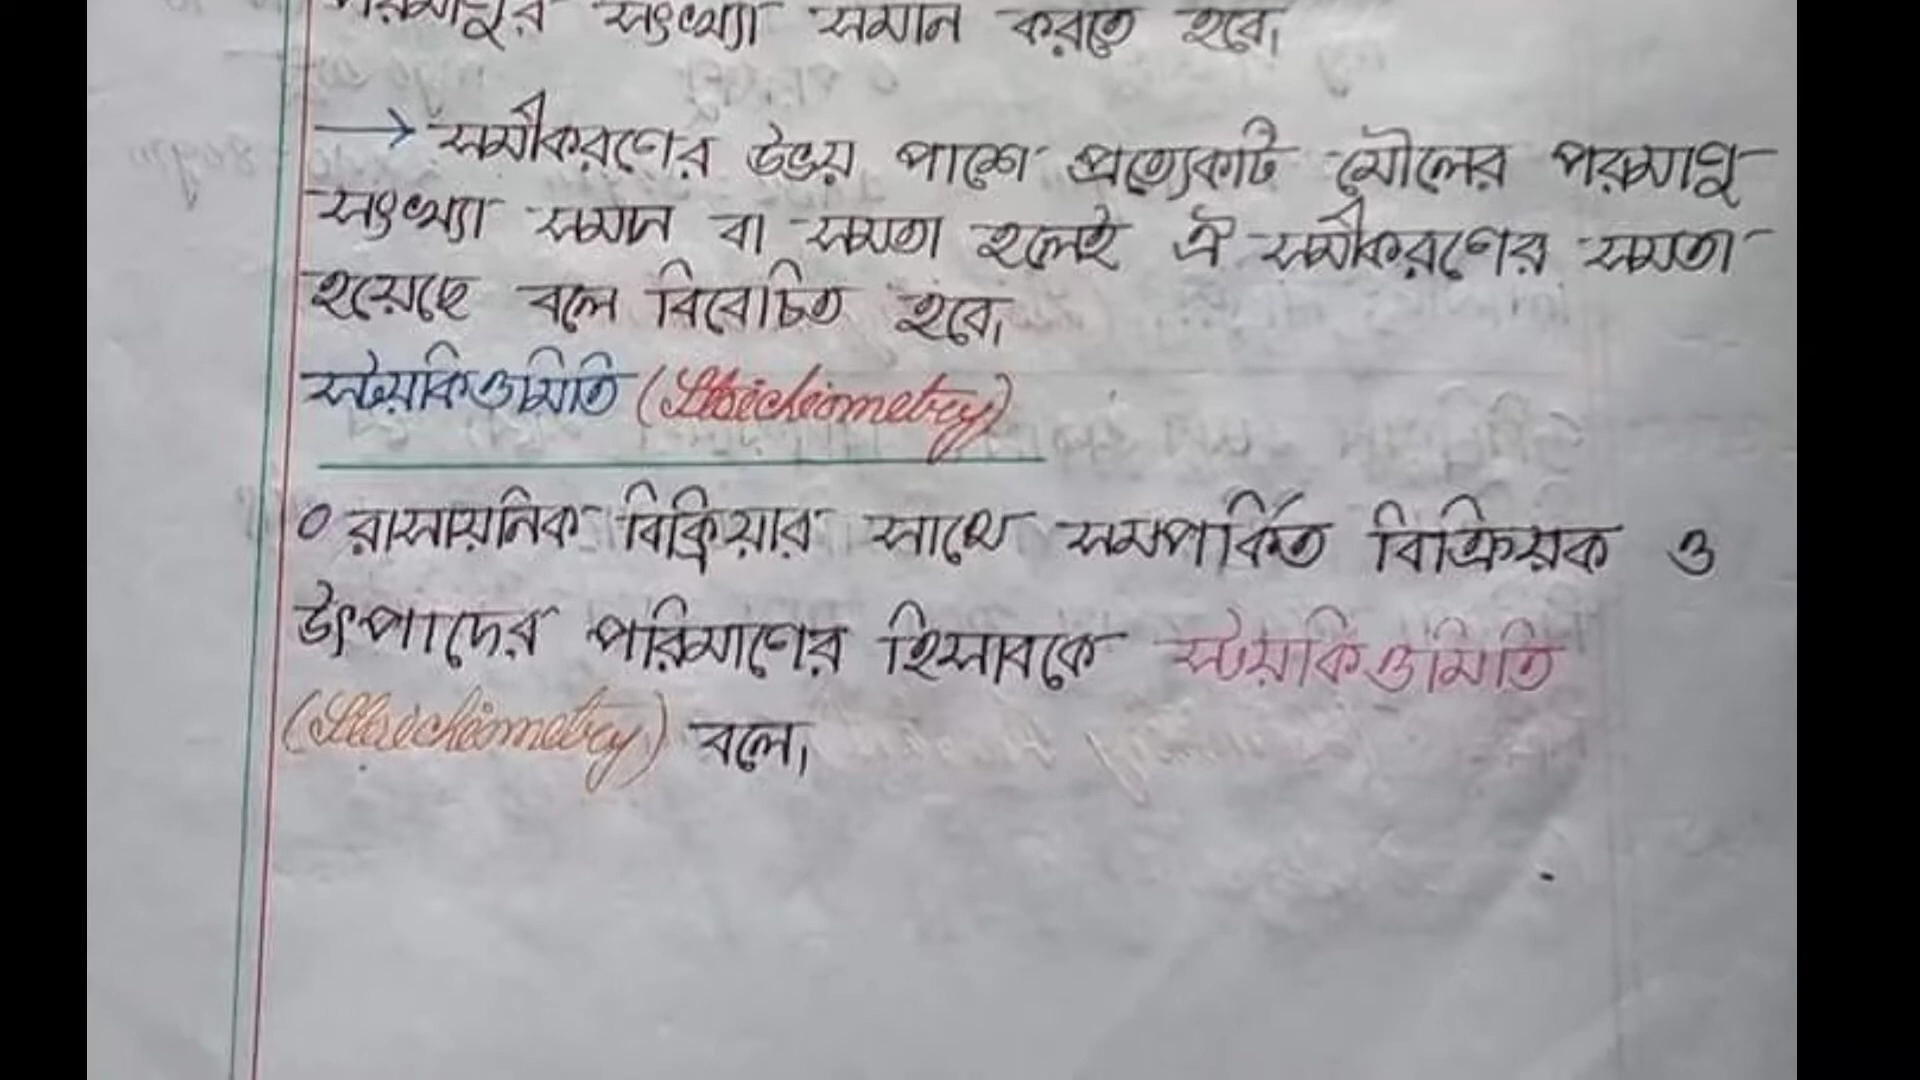 পরমাণুর সংখ্যা সমান করতে হবে।
→ সমীকরণের উভয় পাশে প্রত্যেকটি মৌলের পরমাণু
সংখ্যা সমান বা সমতা হলেই ঐ সমীকরণের সমতা
হয়েছে বলে বিবেচিত হবে।
স্টয়কিওমিতি (Stoichiometry)
০ রাসায়নিক বিক্রিয়ার সাথে সম্পর্কিত বিক্রিয়ক ও
উৎপাদের পরিমাণের হিসাবকে স্টয়কিওমিতি
(Stoichiometry) বলে।